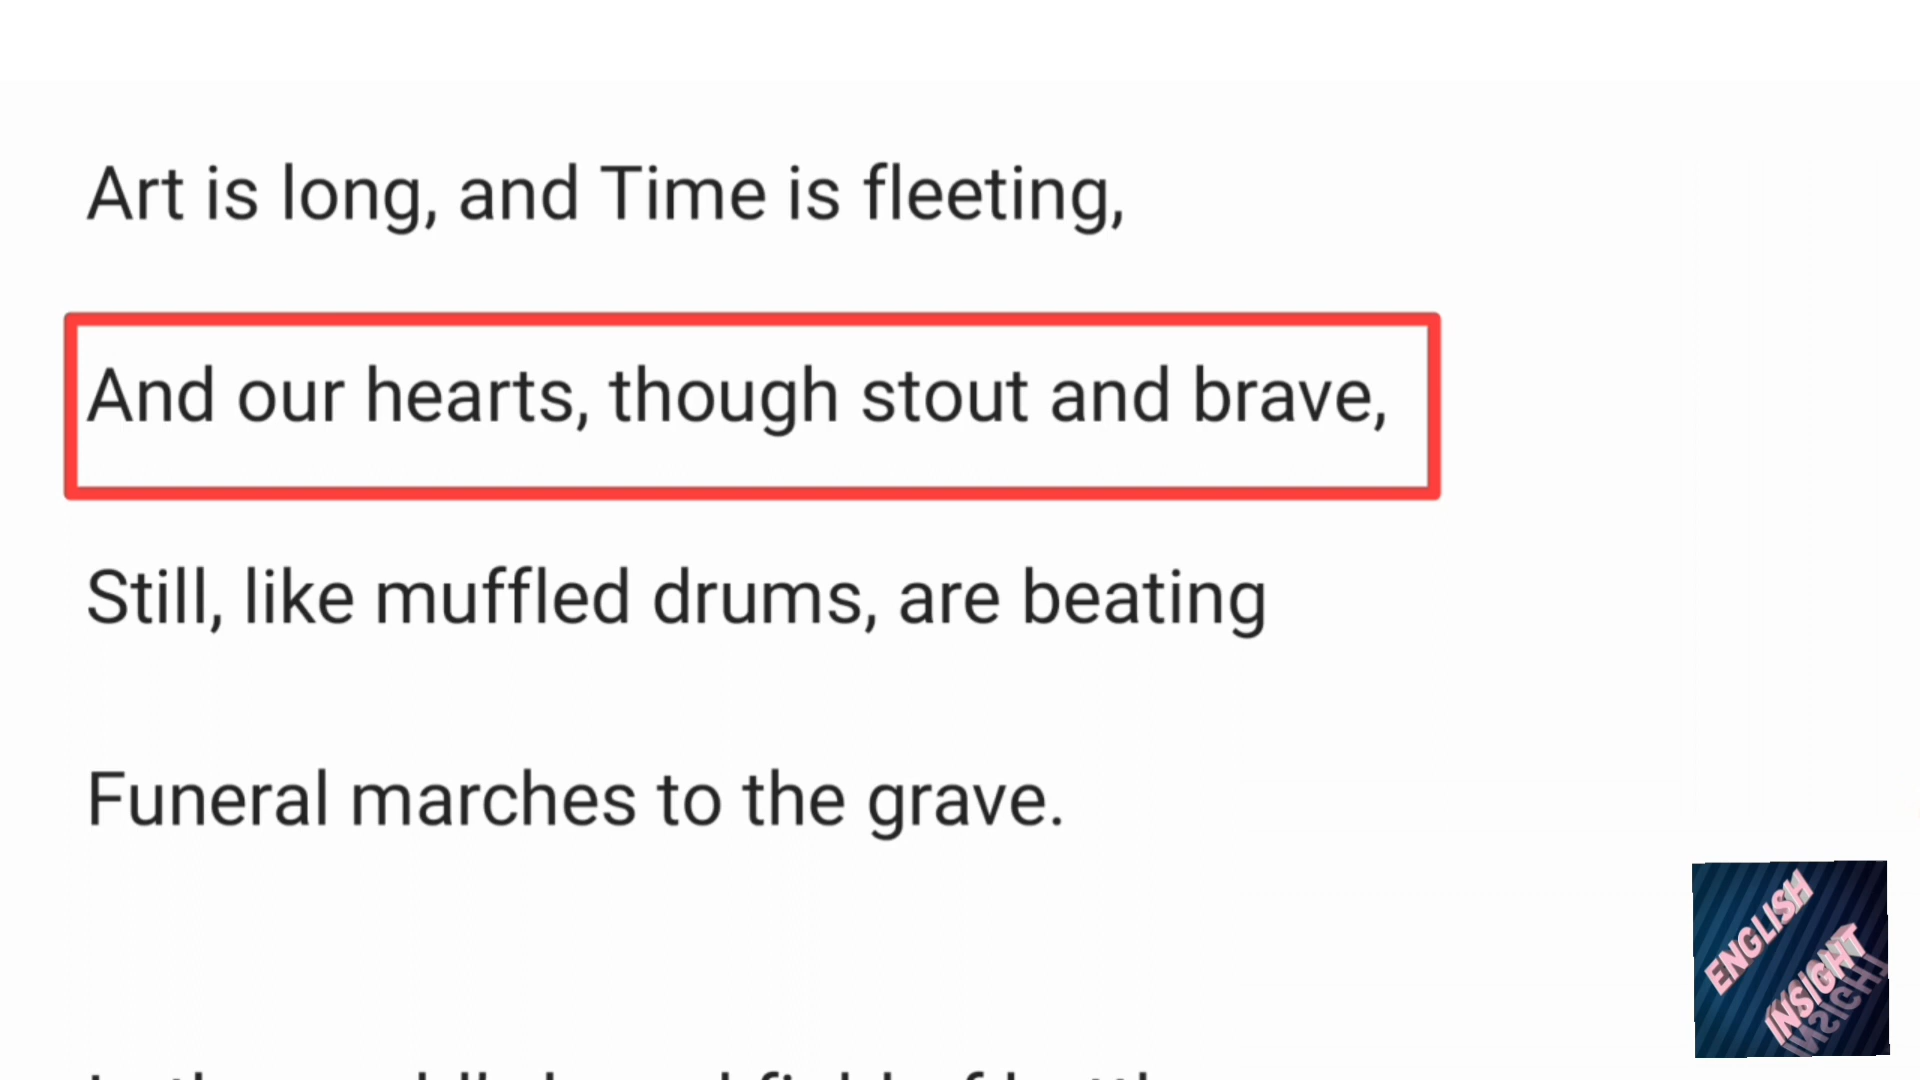 Art is long, and Time is fleeting,
And our hearts, though stout and brave,
Still, like muffled drums, are beating
Funeral marches to the grave.
ENGLISH
INSIGHT